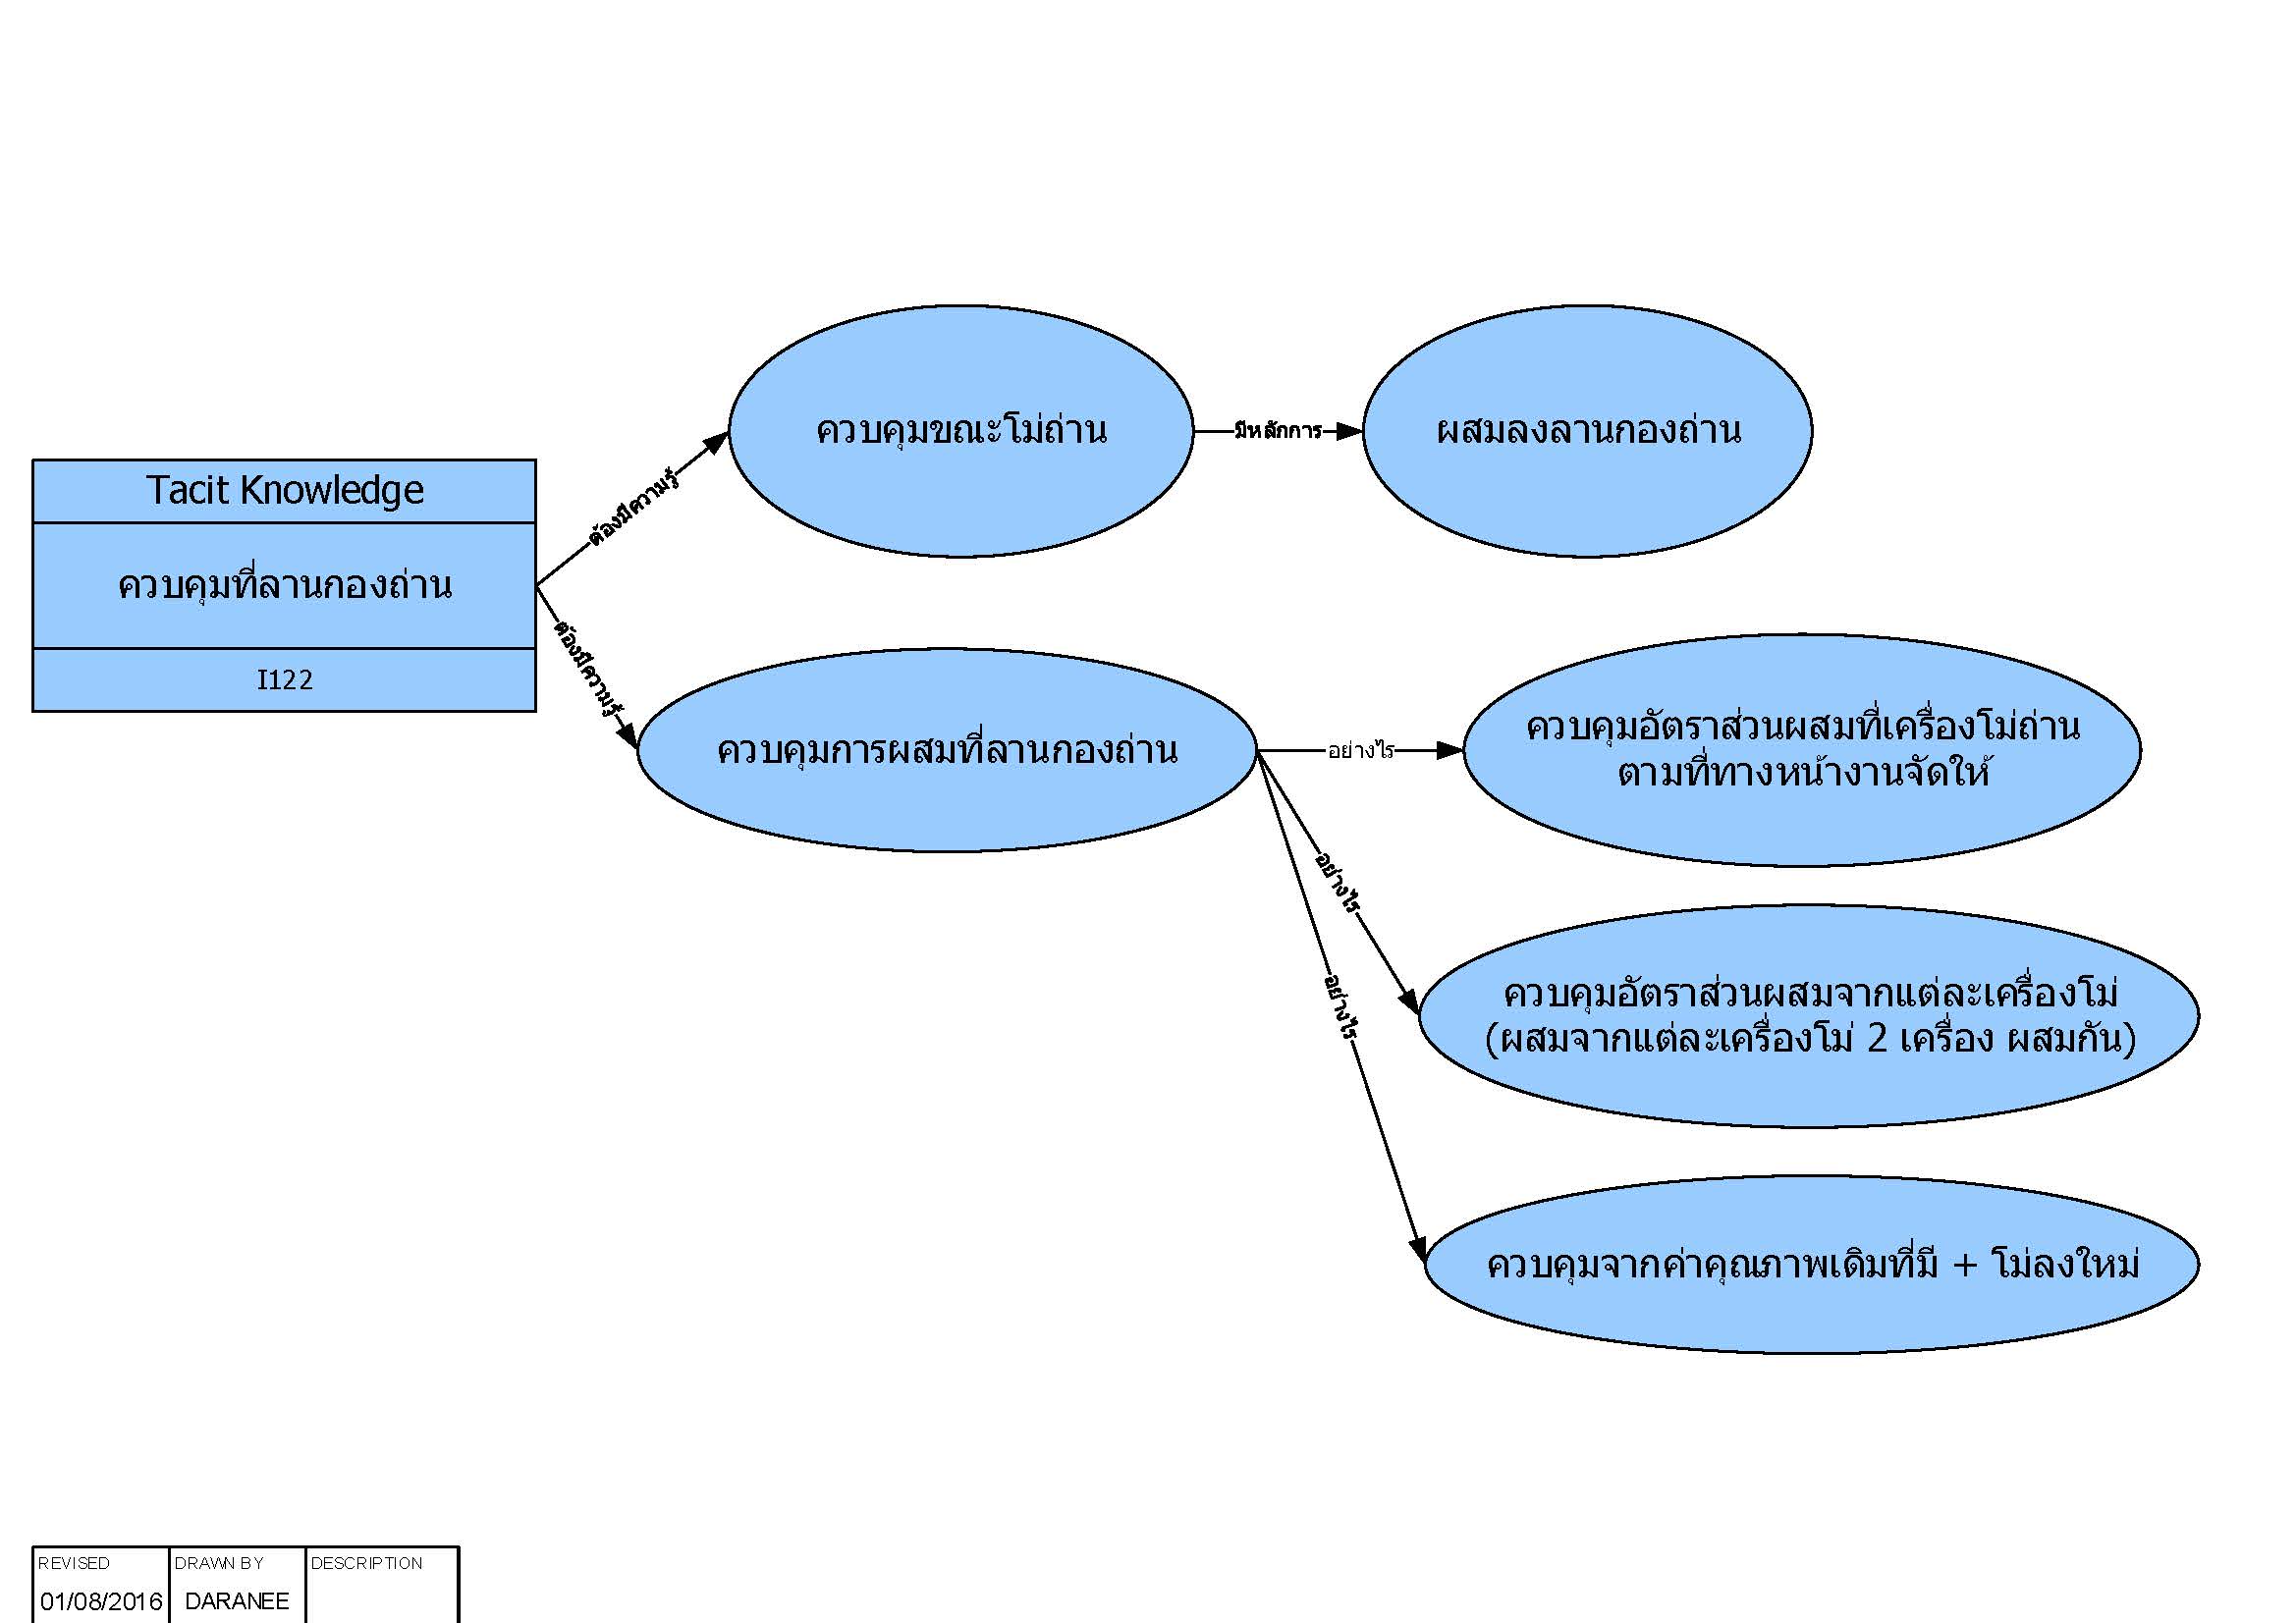 Tacit Knowledge
ควบคุมที่ลานกองถ่าน
I122
ต้องมีความรู้
ควบคุมขณะโม่ถ่าน
มีหลักการ
ผสมลงลานกองถ่าน
ต้องมีความรู้
ควบคุมการผสมที่ลานกองถ่าน
อย่างไร
ควบคุมอัตราส่วนผสมที่เครื่องโม่ถ่าน
ตามที่ทางหน้างานจัดให้
อย่างไร
ควบคุมอัตราส่วนผสมจากแต่ละเครื่องโม่
(ผสมจากแต่ละเครื่องโม่ 2 เครื่อง ผสมกัน)
อย่างไร
ควบคุมจากค่าคุณภาพเดิมที่มี + โม่ลงใหม่
REVISED
01/08/2016
DRAWN BY
DARANEE
DESCRIPTION